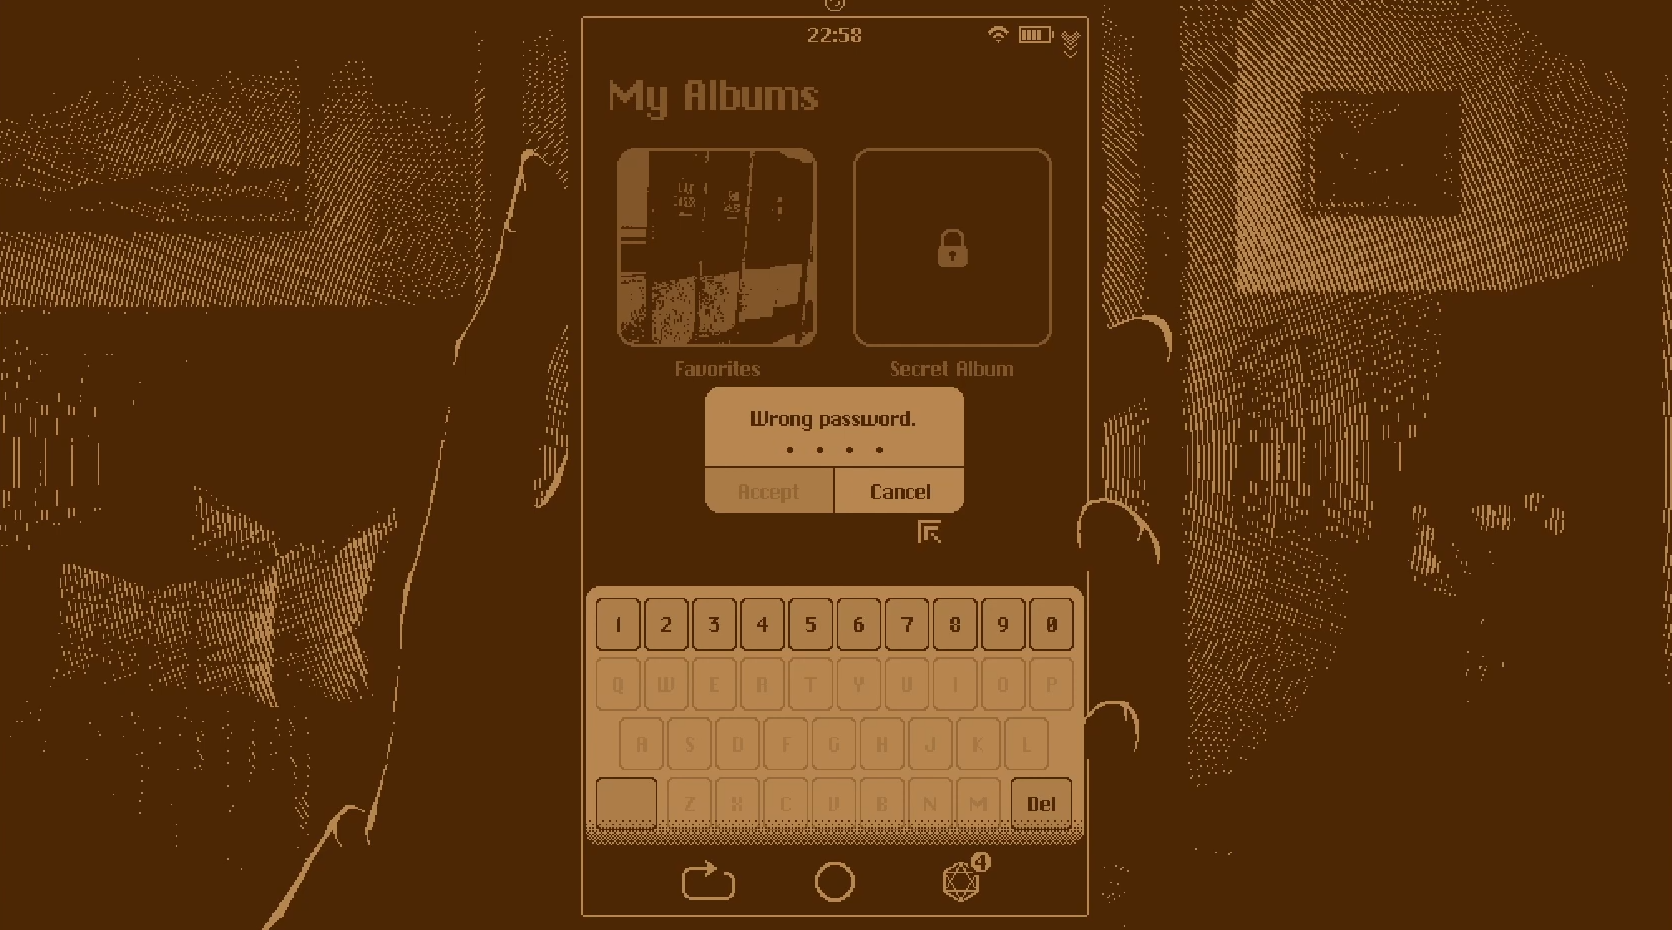 22:58
My Albums
Favorites
Secret Album
Wrong password.
Accept
Cancel
1 2 3 4 5 6 7 8 9 0
Q W E R T Y U I O P
A S D F G H J K L
Z X C V B N M Del
4